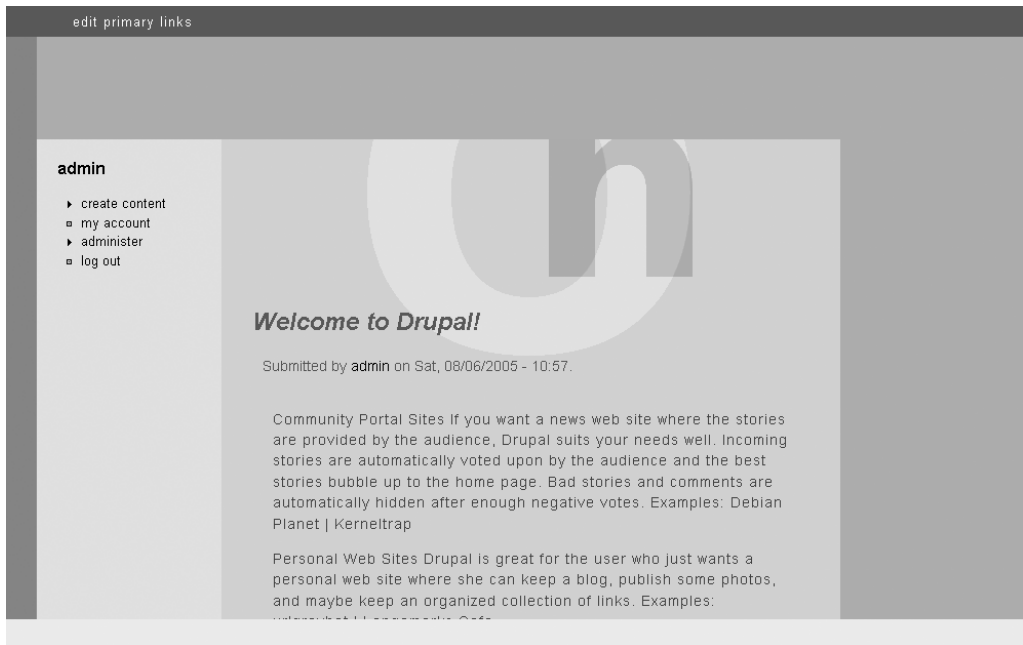 edit primary links
admin
create content
my account
administer
log out
Welcome to Drupal!
Submitted by admin on Sat, 08/06/2005 - 10:57.
Community Portal Sites If you want a news web site where the stories
are provided by the audience, Drupal suits your needs well. Incoming
stories are automatically voted upon by the audience and the best
stories bubble up to the home page. Bad stories and comments are
automatically hidden after enough negative votes. Examples: Debian
Planet | Kerneltrap
Personal Web Sites Drupal is great for the user who just wants a
personal web site where she can keep a blog, publish some photos,
and maybe keep an organized collection of links. Examples: